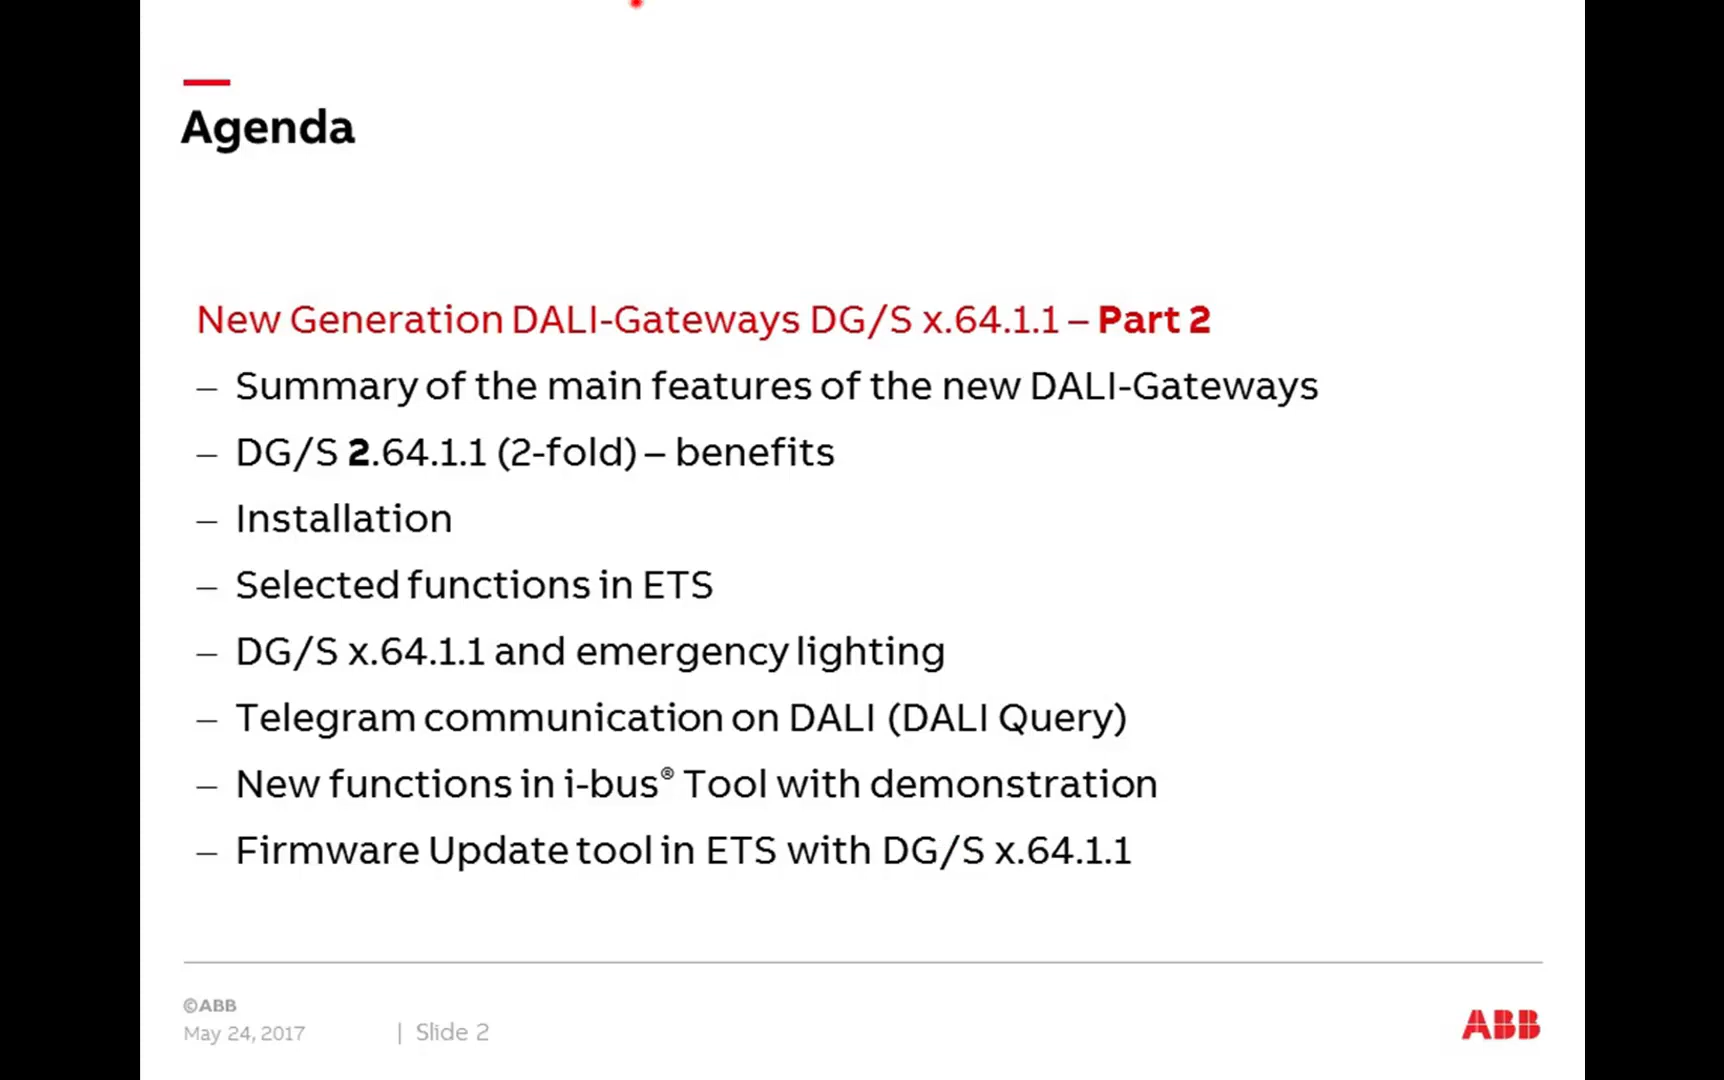 Agenda
New Generation DALI-Gateways DG/S x.64.1.1 – Part 2
– Summary of the main features of the new DALI-Gateways
– DG/S 2.64.1.1 (2-fold) – benefits
– Installation
– Selected functions in ETS
– DG/S x.64.1.1 and emergency lighting
– Telegram communication on DALI (DALI Query)
– New functions in i-bus® Tool with demonstration
– Firmware Update tool in ETS with DG/S x.64.1.1
©ABB
May 24, 2017 | Slide 2
ABB